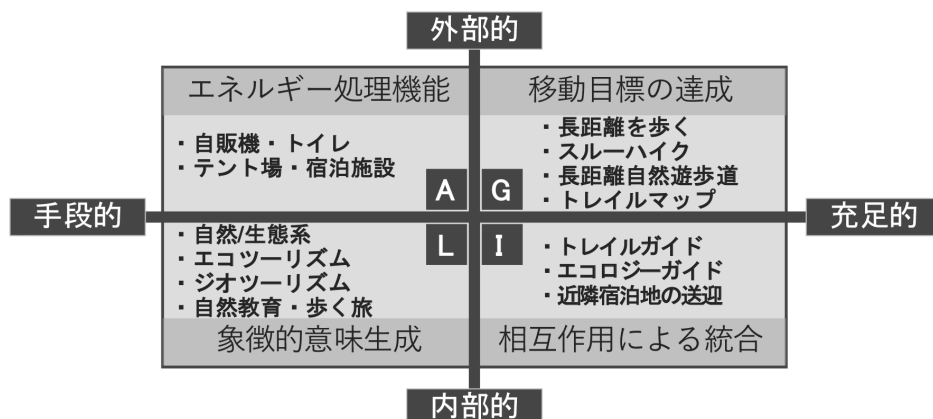 外部的
エネルギー処理機能
・自販機・トイレ
・テント場・宿泊施設
A
移動目標の達成
・長距離を歩く
・スルーハイク
・長距離自然遊歩道
・トレイルマップ
G
手段的
充足的
L
・自然/生態系
・エコツーリズム
・ジオツーリズム
・自然教育・歩く旅
象徴的意味生成
I
・トレイルガイド
・エコロジーガイド
・近隣宿泊地の送迎
相互作用による統合
内部的